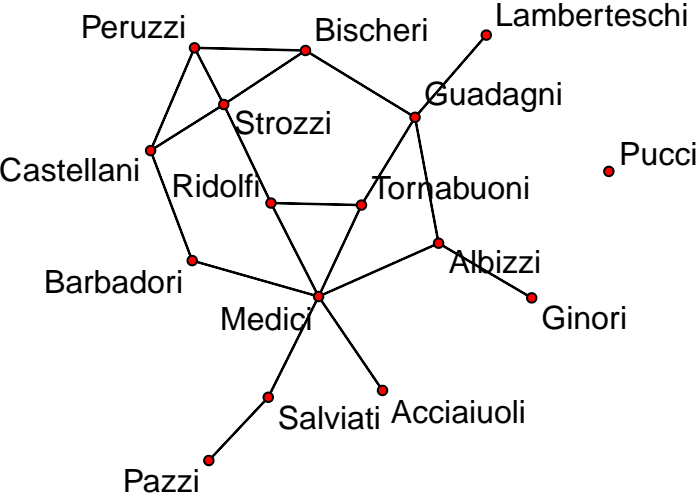 Lamberteschi
Peruzzi
Bischeri
Guadagni
Strozzi
Pucci
Castellani
Ridolfi
Tornabuoni
Albizzi
Barbadori
Medici
Ginori
Salviati
Acciaiuoli
Pazzi